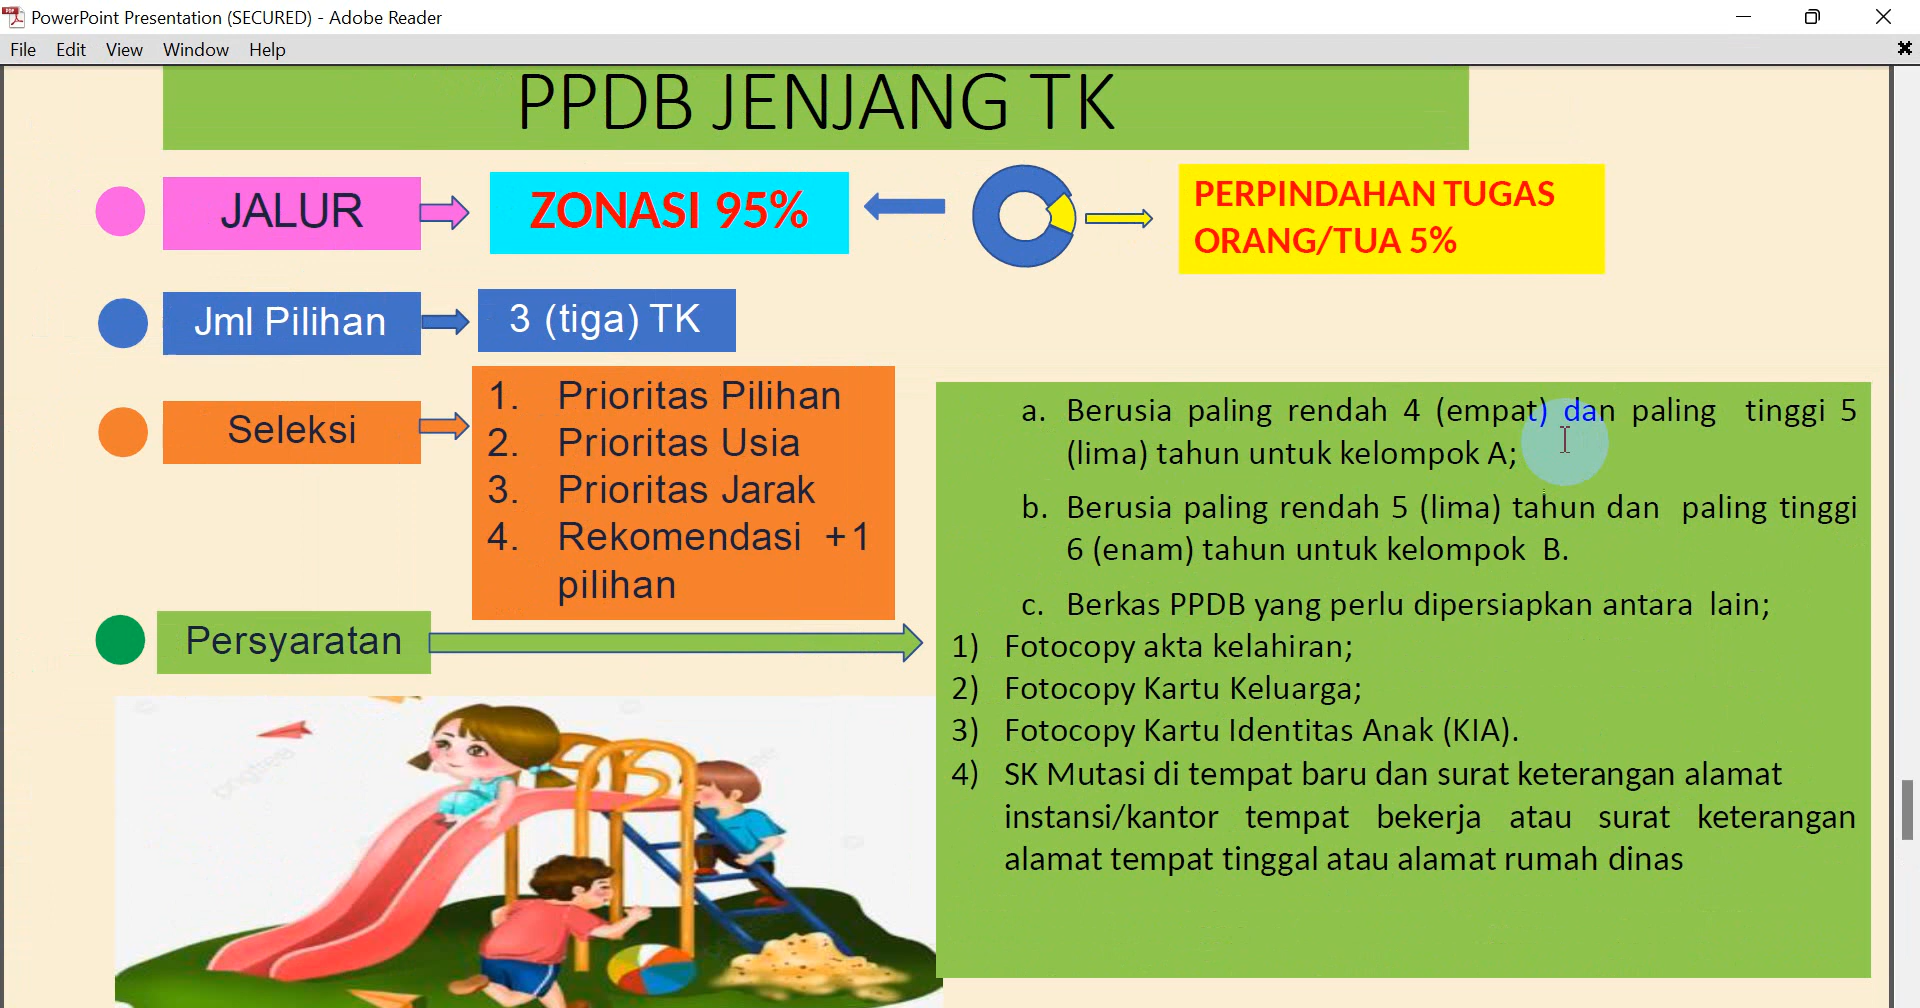 PowerPoint Presentation (SECURED) - Adobe Reader
File Edit View Window Help
PPDB JENJANG TK
JALUR
ZONASI 95%
PERPINDAHAN TUGAS
ORANG/TUA 5%
Jml Pilihan
3 (tiga) TK
Seleksi
1. Prioritas Pilihan
2. Prioritas Usia
3. Prioritas Jarak
4. Rekomendasi +1
pilihan
Persyaratan
a. Berusia paling rendah 4 (empat) dan paling tinggi 5
(lima) tahun untuk kelompok A;
b. Berusia paling rendah 5 (lima) tahun dan paling tinggi
6 (enam) tahun untuk kelompok B.
c. Berkas PPDB yang perlu dipersiapkan antara lain;
1) Fotocopy akta kelahiran;
2) Fotocopy Kartu Keluarga;
3) Fotocopy Kartu Identitas Anak (KIA).
4) SK Mutasi di tempat baru dan surat keterangan alamat
instansi/kantor tempat bekerja atau surat keterangan
alamat tempat tinggal atau alamat rumah dinas